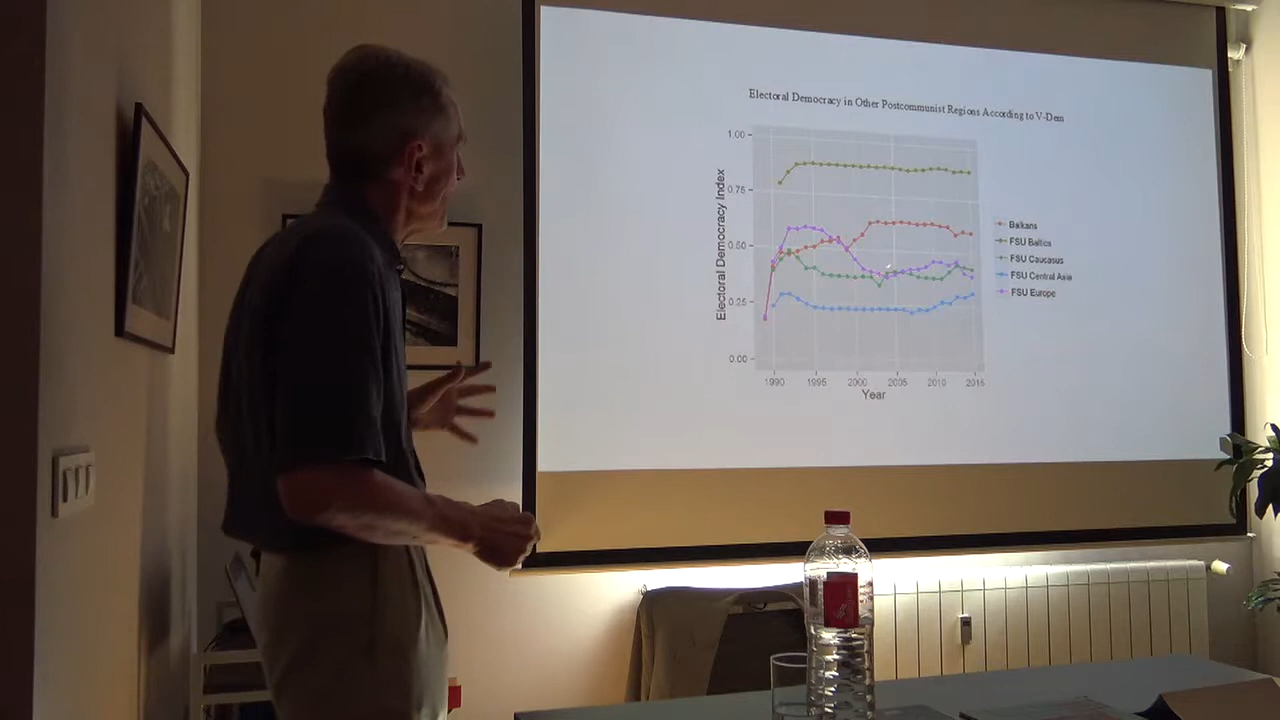 Electoral Democracy in Other Postcommunist Regions According to V-Dem
1.00
0.75
0.50
0.25
0.00
Electoral Democracy Index
1990 1995 2000 2005 2010 2015
Year
Balkans
FSU Baltics
FSU Caucasus
FSU Central Asia
FSU Europe